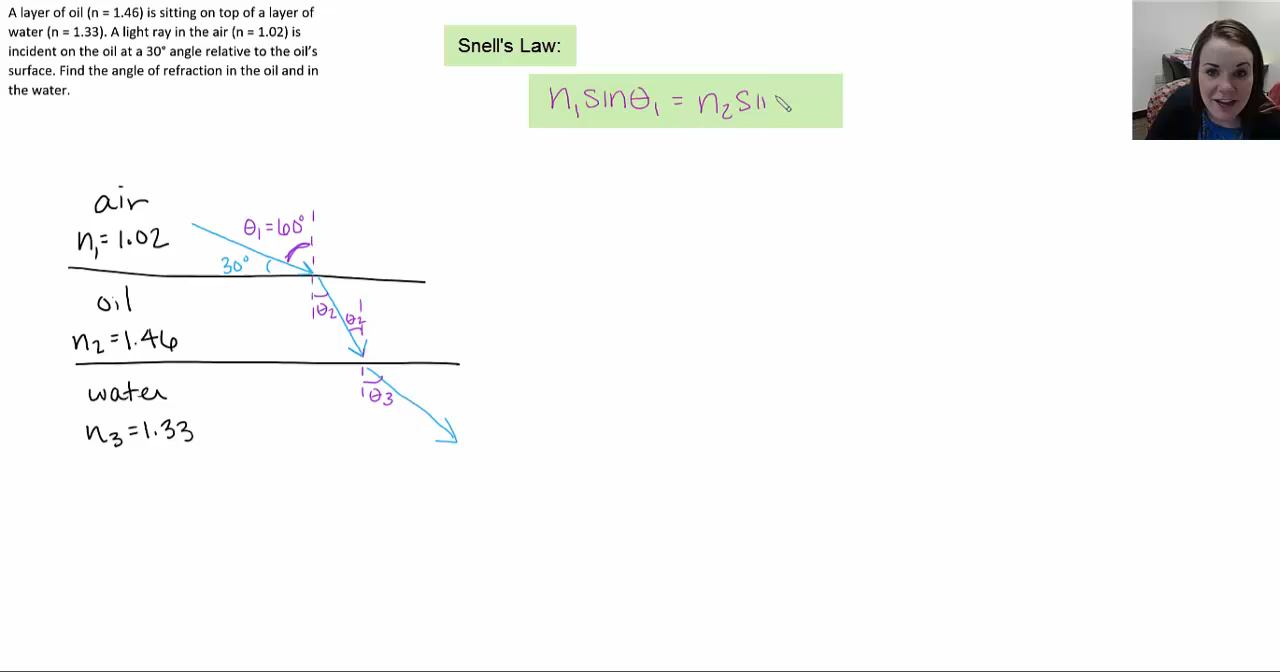 A layer of oil (n = 1.46) is sitting on top of a layer of
water (n = 1.33). A light ray in the air (n = 1.02) is
incident on the oil at a 30° angle relative to the oil's
surface. Find the angle of refraction in the oil and in
the water.
Snell's Law:
n₁sinθ₁ = n₂si
air
n₁=1.02
θ₁=60°
30°
oil
n₂=1.46
θ₂
θ₂
water
n₃=1.33
θ₃